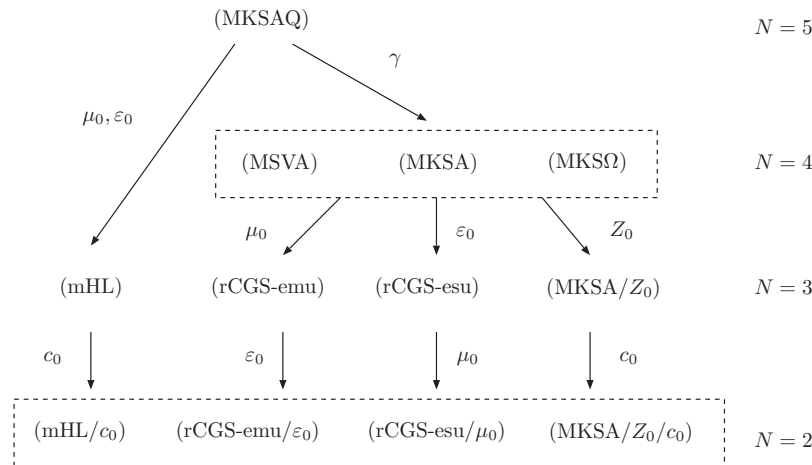 (MKSAQ) N = 5
γ
μ₀, ε₀
(MSVA) (MKSA) (MKSΩ) N = 4
μ₀ ε₀ Z₀
(mHL) (rCGS-emu) (rCGS-esu) (MKSA/Z₀) N = 3
c₀ ε₀ μ₀ c₀
(mHL/c₀) (rCGS-emu/ε₀) (rCGS-esu/μ₀) (MKSA/Z₀/c₀) N = 2